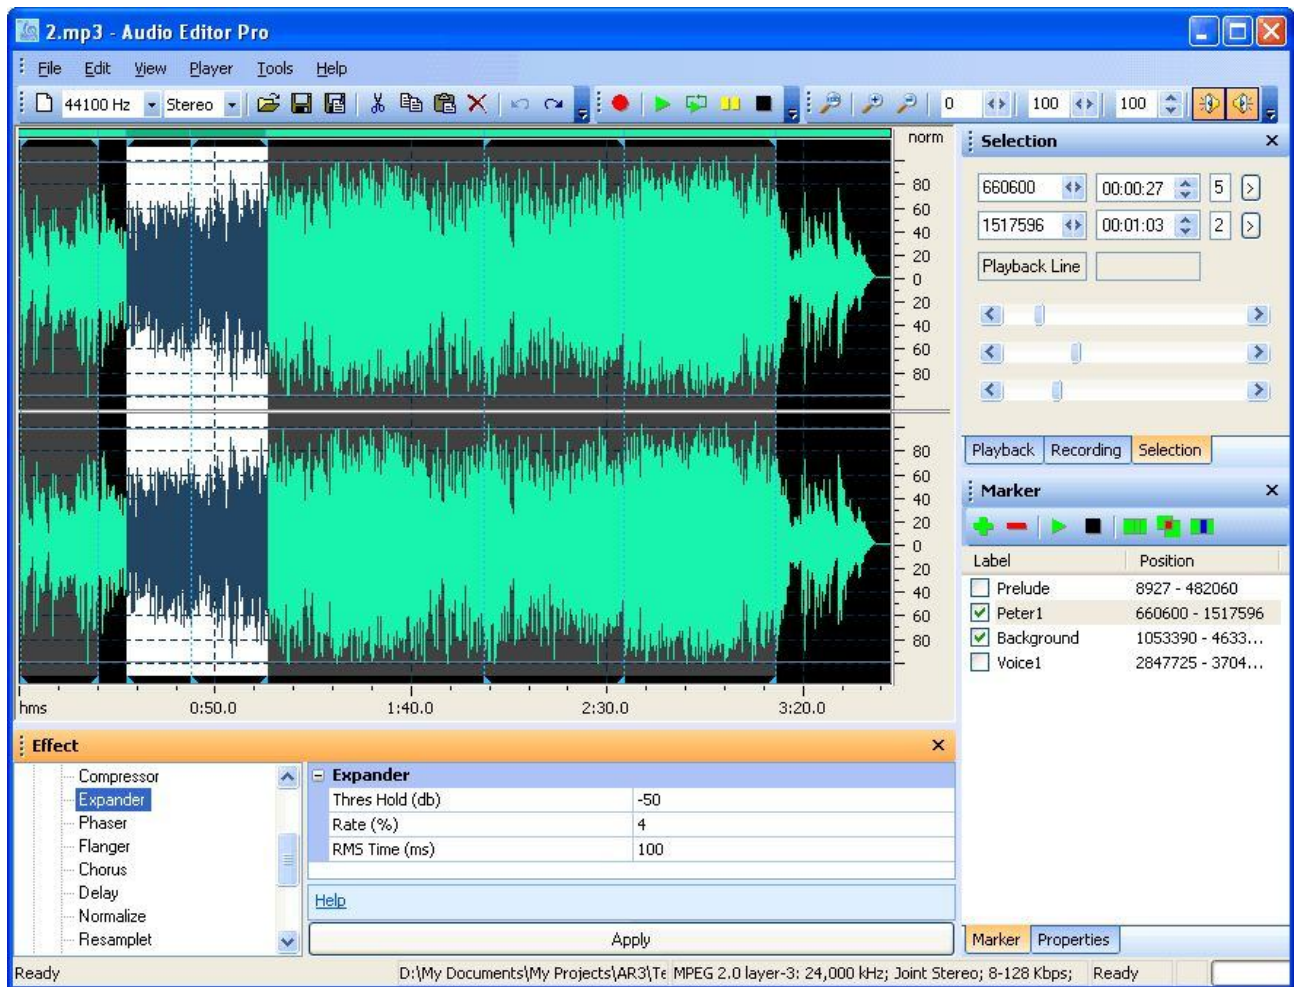 2.mp3 - Audio Editor Pro
File Edit View Player Tools Help
44100 Hz Stereo 100 0 100 100
norm
80
60
40
20
0
20
40
60
80
80
60
40
20
0
20
40
60
80
hms 0:50.0 1:40.0 2:30.0 3:20.0
Selection
660600 00:00:27 5 >
1517596 00:01:03 2 >
Playback Line
Playback Recording Selection
Marker
Label Position
Prelude 8927 - 482060
Peter1 660600 - 1517596
Background 1053390 - 4633...
Voice1 2847725 - 3704...
Marker Properties
Effect
Compressor
Expander
Phaser
Flanger
Chorus
Delay
Normalize
Resamplet
Expander
Thres Hold (db) -50
Rate (%) 4
RMS Time (ms) 100
Help
Apply
Ready D:\My Documents\My Projects\AR3\Te MPEG 2.0 layer-3: 24,000 kHz; Joint Stereo; 8-128 Kbps; Ready